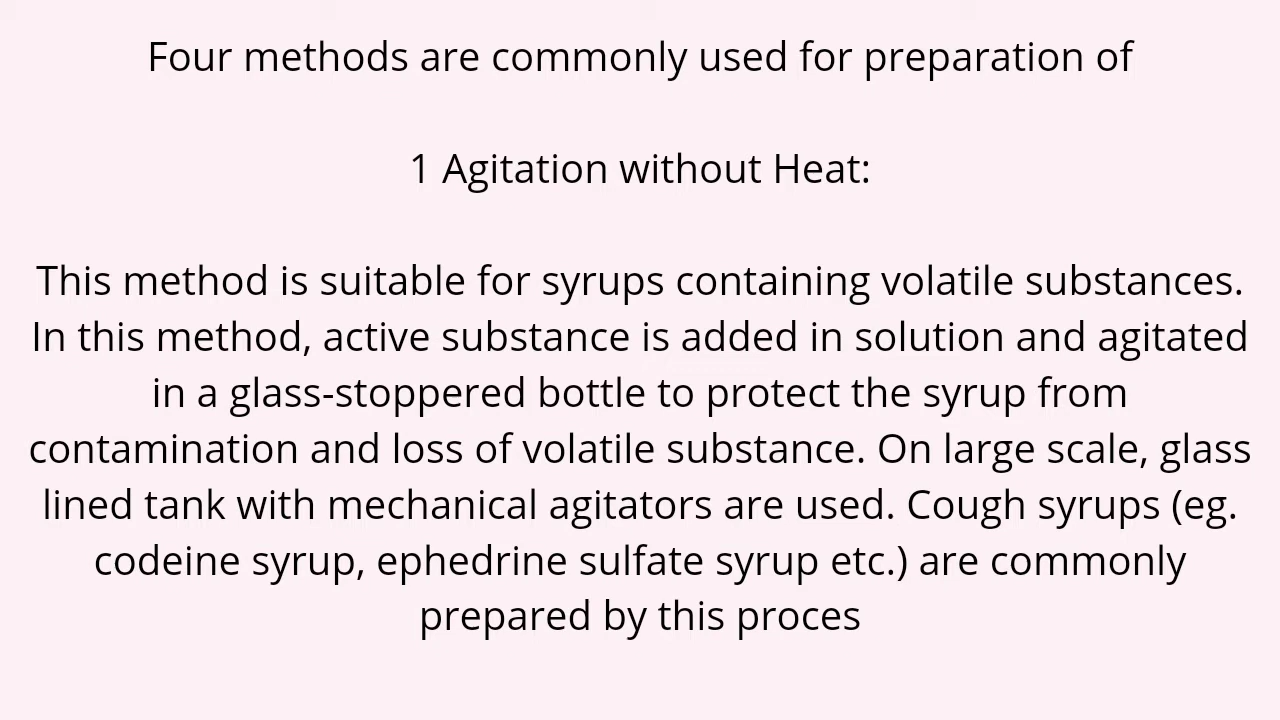 Four methods are commonly used for preparation of
1 Agitation without Heat:
This method is suitable for syrups containing volatile substances.
In this method, active substance is added in solution and agitated
in a glass-stoppered bottle to protect the syrup from
contamination and loss of volatile substance. On large scale, glass
lined tank with mechanical agitators are used. Cough syrups (eg.
codeine syrup, ephedrine sulfate syrup etc.) are commonly
prepared by this proces